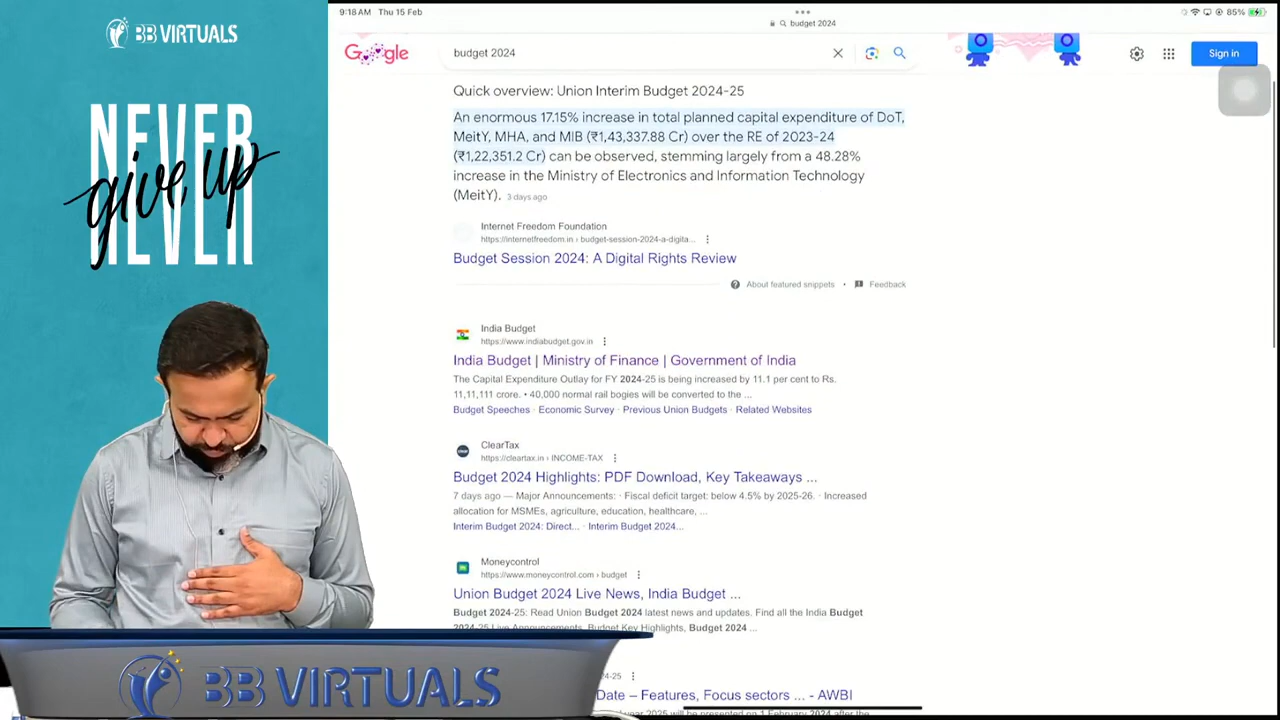 BB VIRTUALS
NEVER
give up
NEVER
9:18 AM Thu 15 Feb
85%
budget 2024
Google
budget 2024
Sign in
Quick overview: Union Interim Budget 2024-25
An enormous 17.15% increase in total planned capital expenditure of DoT,
MeitY, MHA, and MIB (₹1,43,337.88 Cr) over the RE of 2023-24
(₹1,22,351.2 Cr) can be observed, stemming largely from a 48.28%
increase in the Ministry of Electronics and Information Technology
(MeitY). 3 days ago
Internet Freedom Foundation
https://internetfreedom.in › budget-session-2024-a-digita...
Budget Session 2024: A Digital Rights Review
About featured snippets • Feedback
India Budget
https://www.indiabudget.gov.in
India Budget | Ministry of Finance | Government of India
The Capital Expenditure Outlay for FY 2024-25 is being increased by 11.1 per cent to Rs.
11,11,111 crore. • 40,000 normal rail bogies will be converted to the ...
Budget Speeches · Economic Survey · Previous Union Budgets · Related Websites
ClearTax
https://cleartax.in › INCOME-TAX
Budget 2024 Highlights: PDF Download, Key Takeaways ...
7 days ago — Major Announcements: · Fiscal deficit target: below 4.5% by 2025-26. · Increased
allocation for MSMEs, agriculture, education, healthcare, ...
Interim Budget 2024: Direct... · Interim Budget 2024...
Moneycontrol
https://www.moneycontrol.com › budget
Union Budget 2024 Live News, India Budget ...
Budget 2024-25: Read Union Budget 2024 latest news and updates. Find all the India Budget
2024-25 Live Announcements, Budget Key Highlights, Budget 2024 ...
24-25
Date – Features, Focus sectors ... - AWBI
BB VIRTUALS